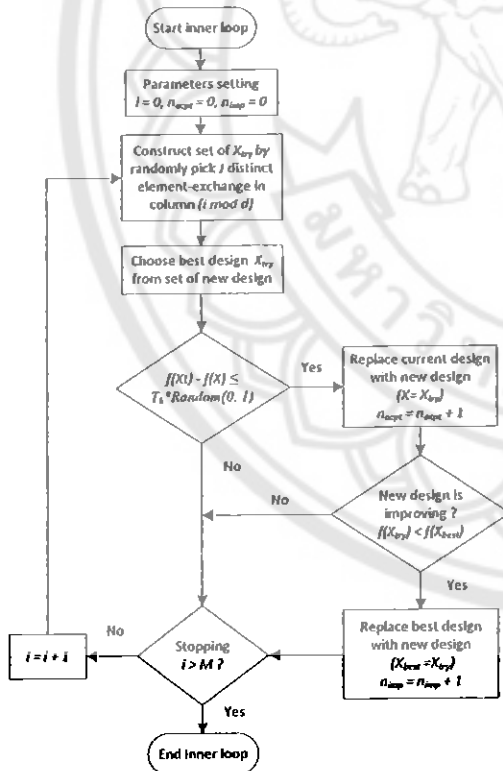 Start inner loop
Parameters setting
i = 0, n_acpt = 0, n_imp = 0
Construct set of X_try by
randomly pick J distinct
element-exchange in
column (i mod d)
Choose best design X_try
from set of new design
f(Xt) - f(X) ≤
T_h*Random(0, 1)
Yes
Replace current design
with new design
(X = X_try)
n_acpt = n_acpt + 1
No
No
New design is
improving ?
f(X_try) < f(X_best)
Yes
Replace best design
with new design
(X_best = X_try)
n_imp = n_imp + 1
Stopping
i > M ?
No
i = i + 1
Yes
End inner loop